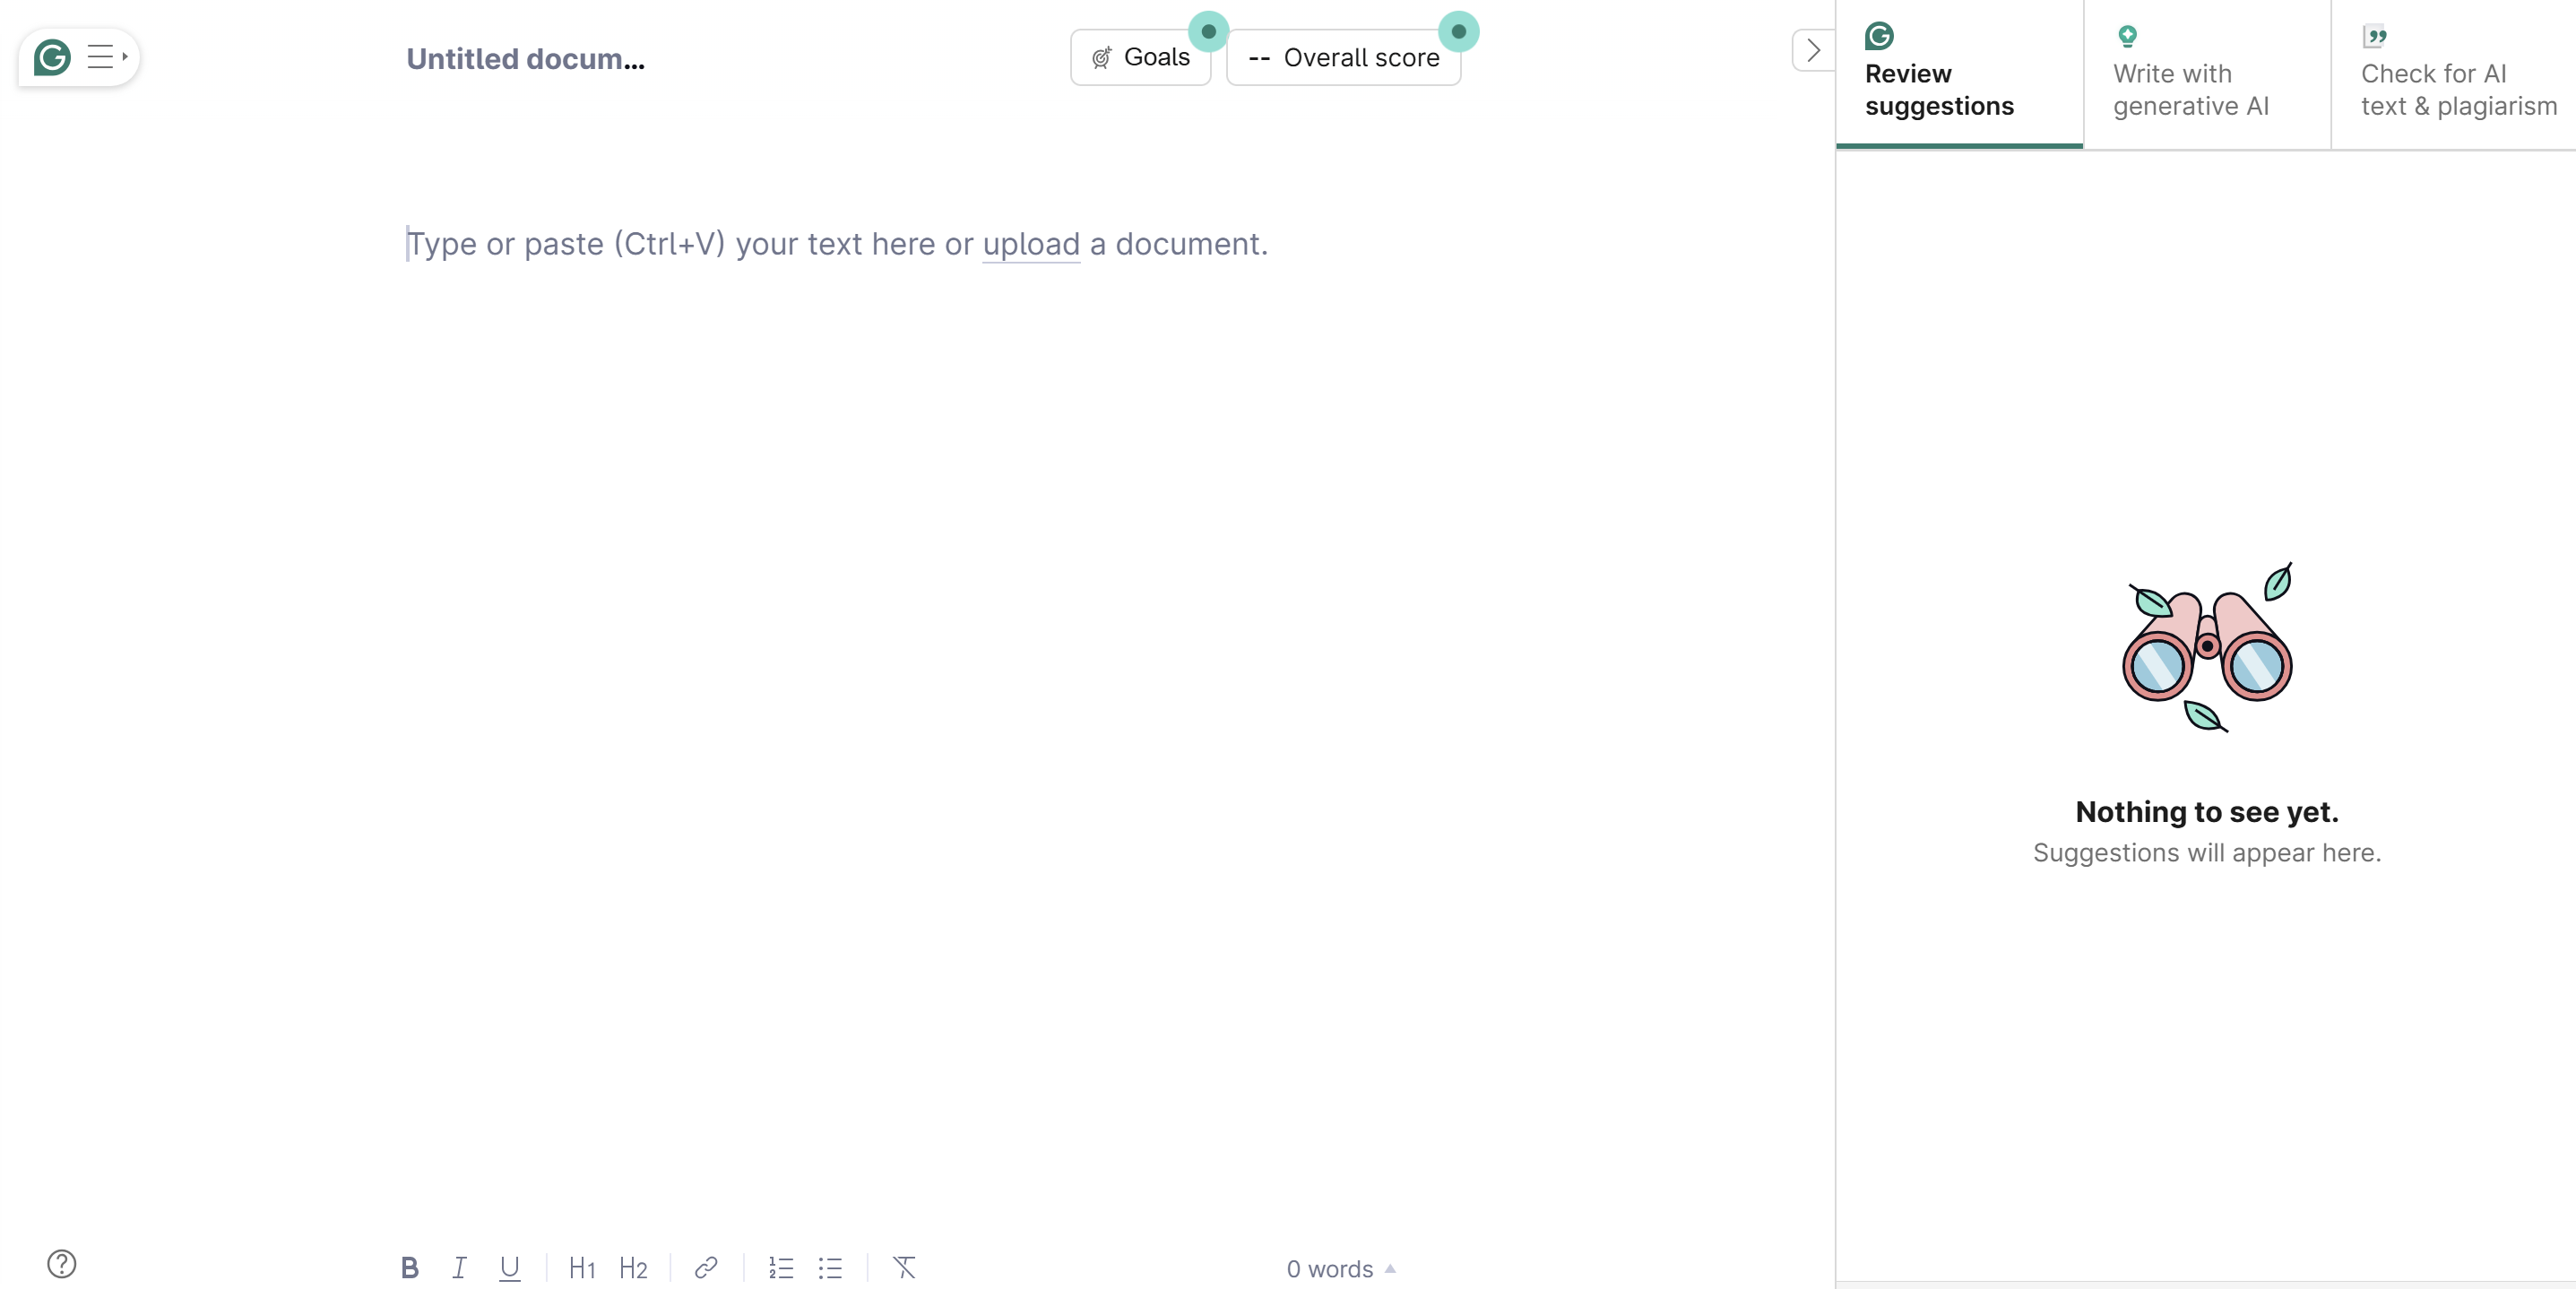 Untitled docum...
Goals
-- Overall score
Review
suggestions
Write with
generative AI
Check for AI
text & plagiarism
Type or paste (Ctrl+V) your text here or upload a document.
Nothing to see yet.
Suggestions will appear here.
B I U H1 H2
0 words